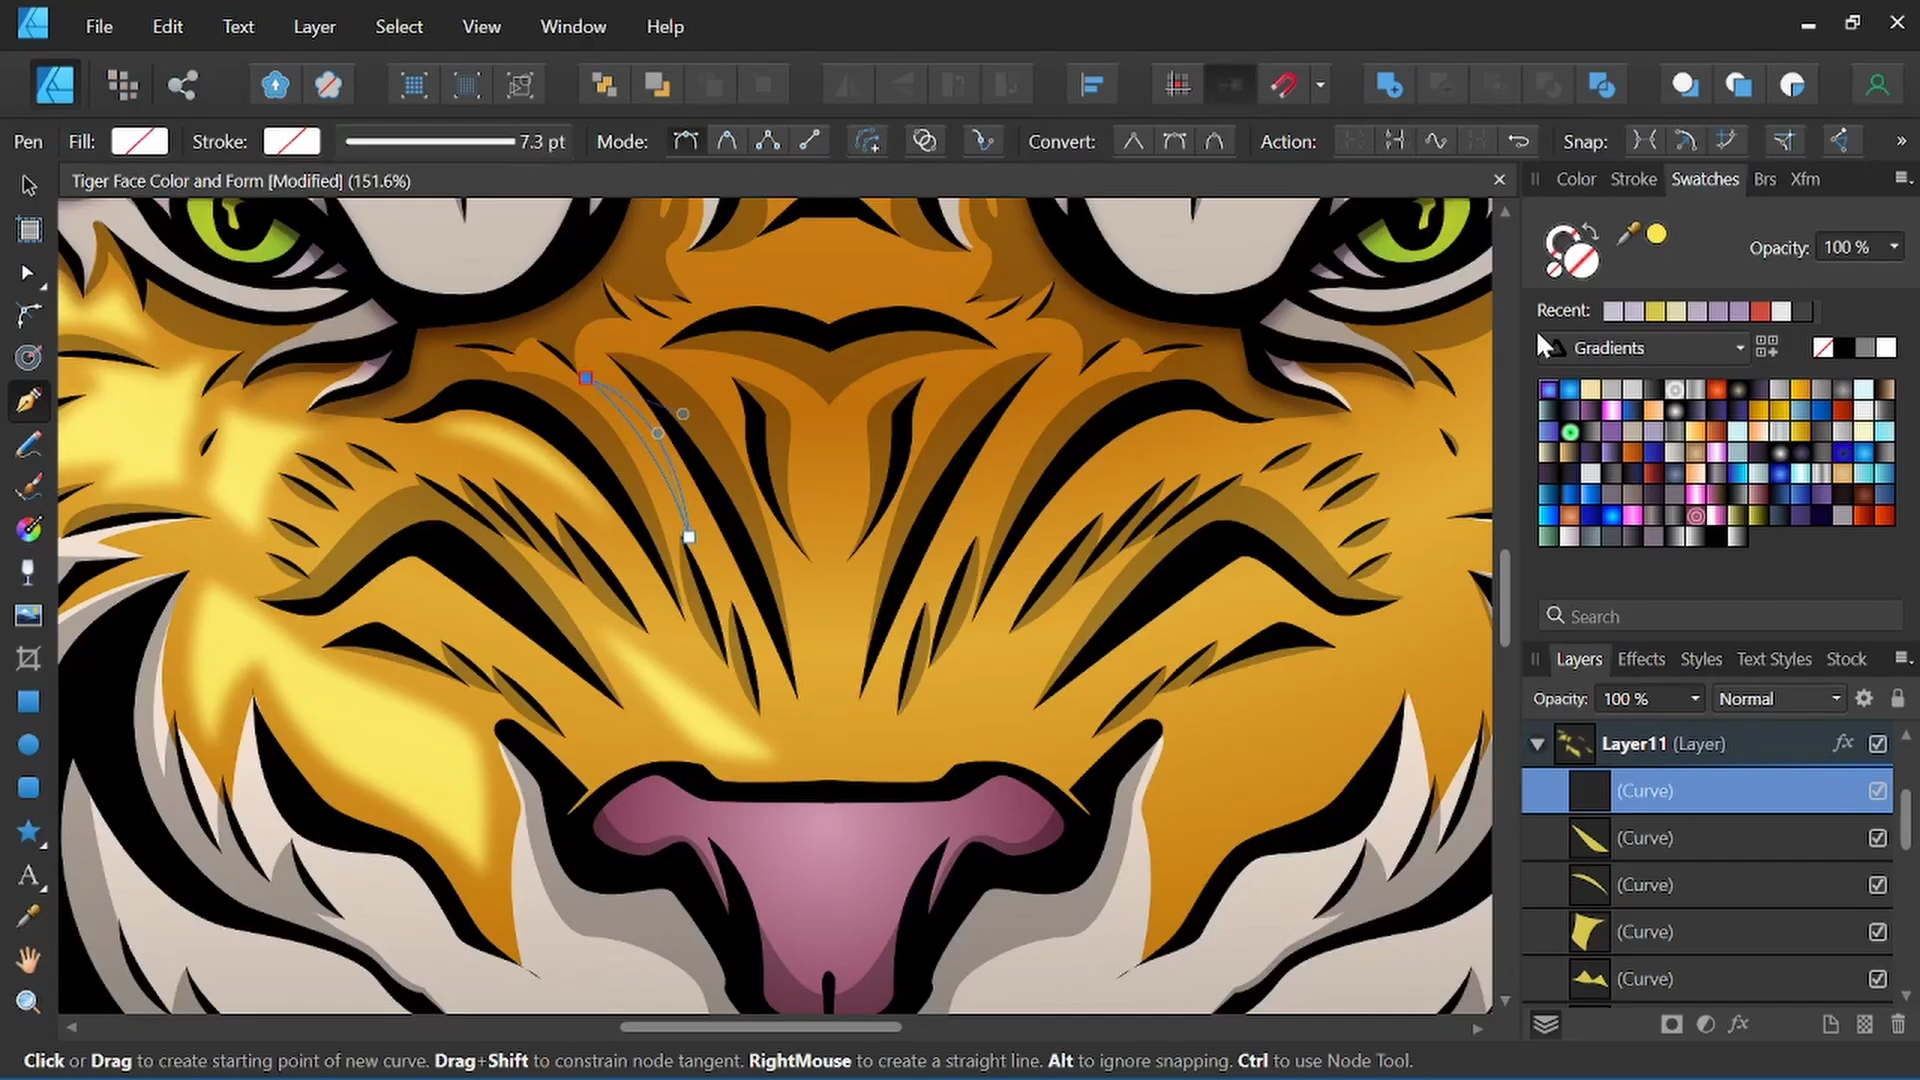 File Edit Text Layer Select View Window Help
Pen Fill: Stroke: 7.3 pt Mode: Convert: Action: Snap: »
Tiger Face Color and Form [Modified] (151.6%)
Color Stroke Swatches Brs Xfm
Opacity: 100 %
Recent:
Gradients
Search
Layers Effects Styles Text Styles Stock
Opacity: 100 % Normal
Layer11 (Layer) fx
(Curve)
(Curve)
(Curve)
(Curve)
(Curve)
fx
Click or Drag to create starting point of new curve. Drag+Shift to constrain node tangent. RightMouse to create a straight line. Alt to ignore snapping. Ctrl to use Node Tool.